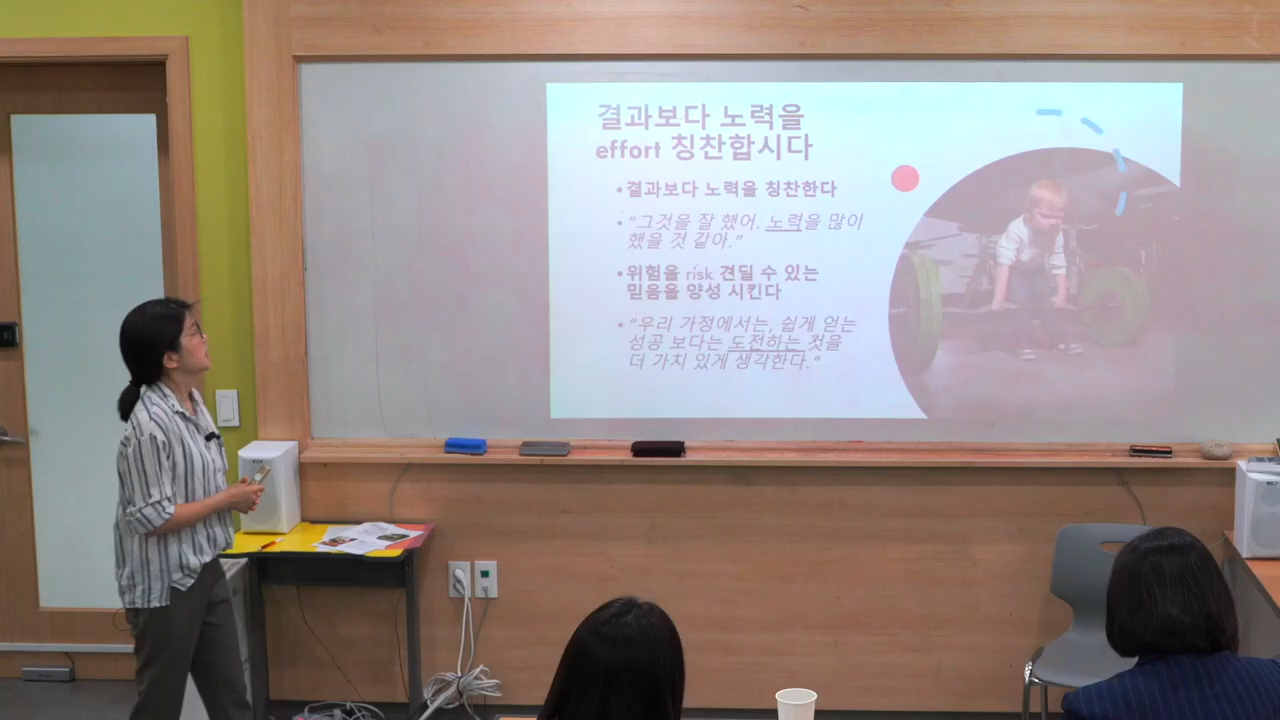 결과보다 노력을
effort 칭찬합시다
•결과보다 노력을 칭찬한다
•"그것을 잘 했어. 노력을 많이
했을 것 같아."
•위험을 risk 견딜 수 있는
믿음을 양성 시킨다
•"우리 가정에서는, 쉽게 얻는
성공 보다는 도전하는 것을
더 가치 있게 생각한다."